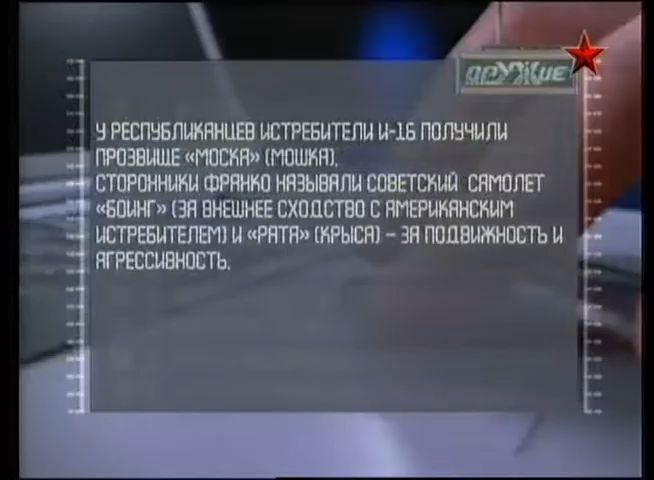 оружие
У РЕСПУБЛИКАНЦЕВ ИСТРЕБИТЕЛИ И-16 ПОЛУЧИЛИ
ПРОЗВИЩЕ «МОСКА» (МОШКА),
СТОРОННИКИ ФРАНКО НАЗЫВАЛИ СОВЕТСКИЙ САМОЛЕТ
«БОИНГ» (ЗА ВНЕШНЕЕ СХОДСТВО С АМЕРИКАНСКИМ
ИСТРЕБИТЕЛЕМ) И «РАТА» (КРЫСА) – ЗА ПОДВИЖНОСТЬ И
АГРЕССИВНОСТЬ.